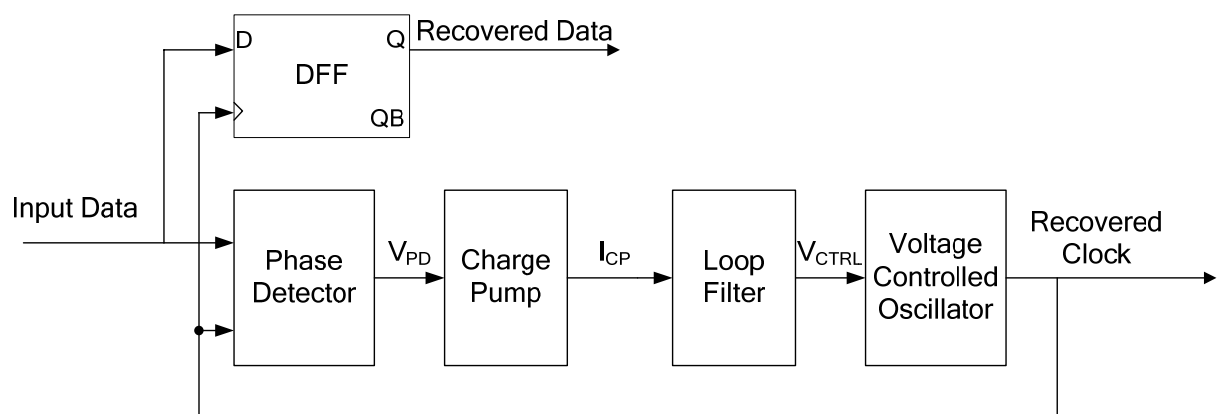 D
Q
Recovered Data
DFF
QB
Input Data
Phase
Detector
VPD
Charge
Pump
ICP
Loop
Filter
VCTRL
Voltage
Controlled
Oscillator
Recovered
Clock